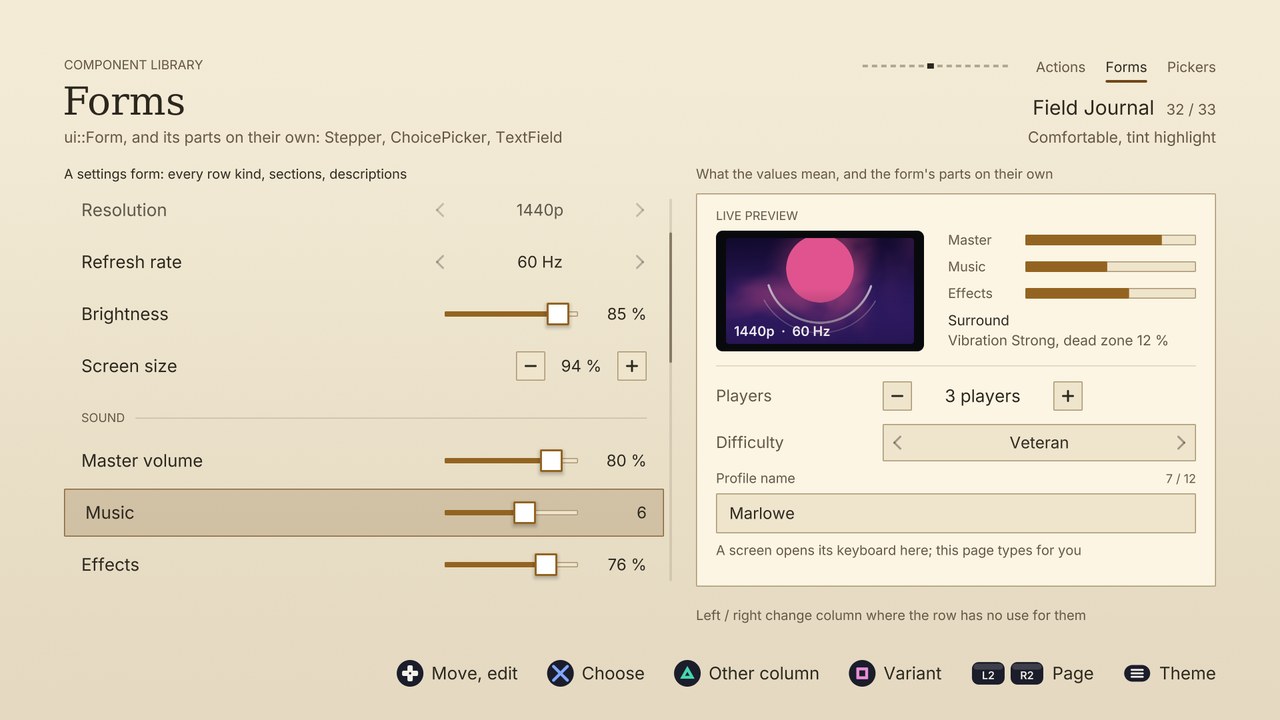 COMPONENT LIBRARY
Forms
ui::Form, and its parts on their own: Stepper, ChoicePicker, TextField
Actions Forms Pickers
Field Journal 32 / 33
Comfortable, tint highlight
A settings form: every row kind, sections, descriptions
Resolution 1440p
Refresh rate 60 Hz
Brightness 85 %
Screen size 94 %
SOUND
Master volume 80 %
Music 6
Effects 76 %
What the values mean, and the form's parts on their own
LIVE PREVIEW
1440p · 60 Hz
Master
Music
Effects
Surround
Vibration Strong, dead zone 12 %
Players 3 players
Difficulty Veteran
Profile name 7 / 12
Marlowe
A screen opens its keyboard here; this page types for you
Left / right change column where the row has no use for them
Move, edit Choose Other column Variant L2 R2 Page Theme